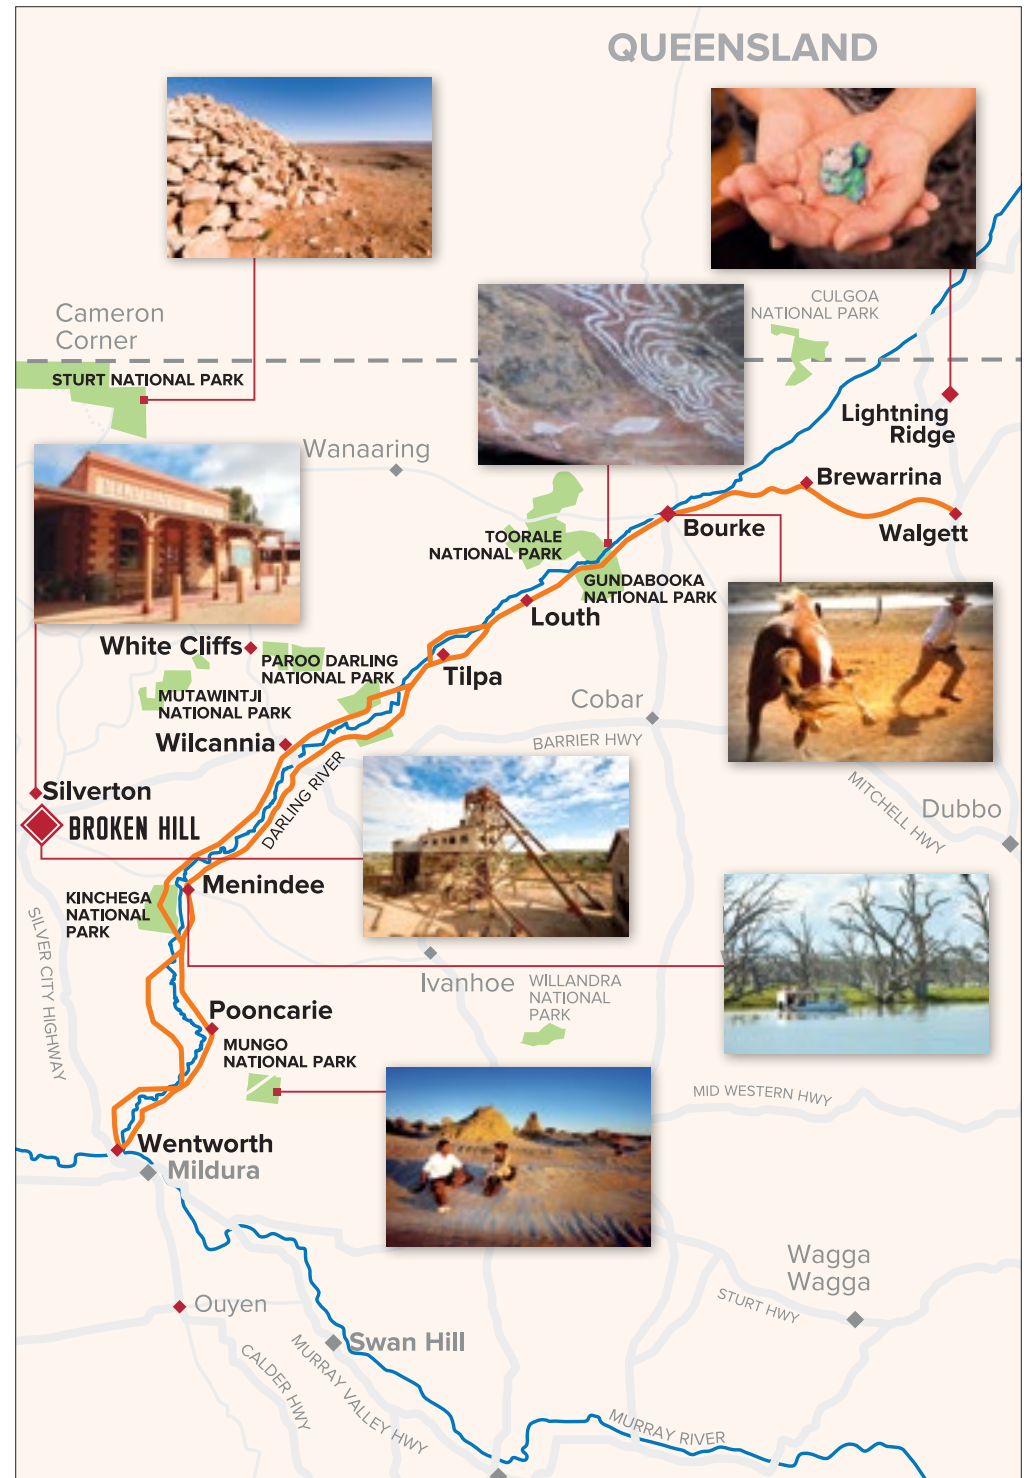 QUEENSLAND
Cameron
Corner
CULGOA
NATIONAL PARK
STURT NATIONAL PARK
Lightning
Ridge
Wanaaring
Brewarrina
Bourke
Walgett
TOORALE
NATIONAL PARK
GUNDABOOKA
NATIONAL PARK
Louth
White Cliffs
PAROO DARLING
NATIONAL PARK
Tilpa
MUTAWINTJI
NATIONAL PARK
Cobar
Wilcannia
BARRIER HWY
DARLING RIVER
MITCHELL HWY
Silverton
BROKEN HILL
Dubbo
Menindee
KINCHEGA
NATIONAL
PARK
SILVER CITY HIGHWAY
Ivanhoe
WILLANDRA
NATIONAL
PARK
Pooncarie
MUNGO
NATIONAL PARK
MID WESTERN HWY
Wentworth
Mildura
Wagga
Wagga
STURT HWY
Ouyen
Swan Hill
CALDER HWY
MURRAY VALLEY HWY
MURRAY RIVER